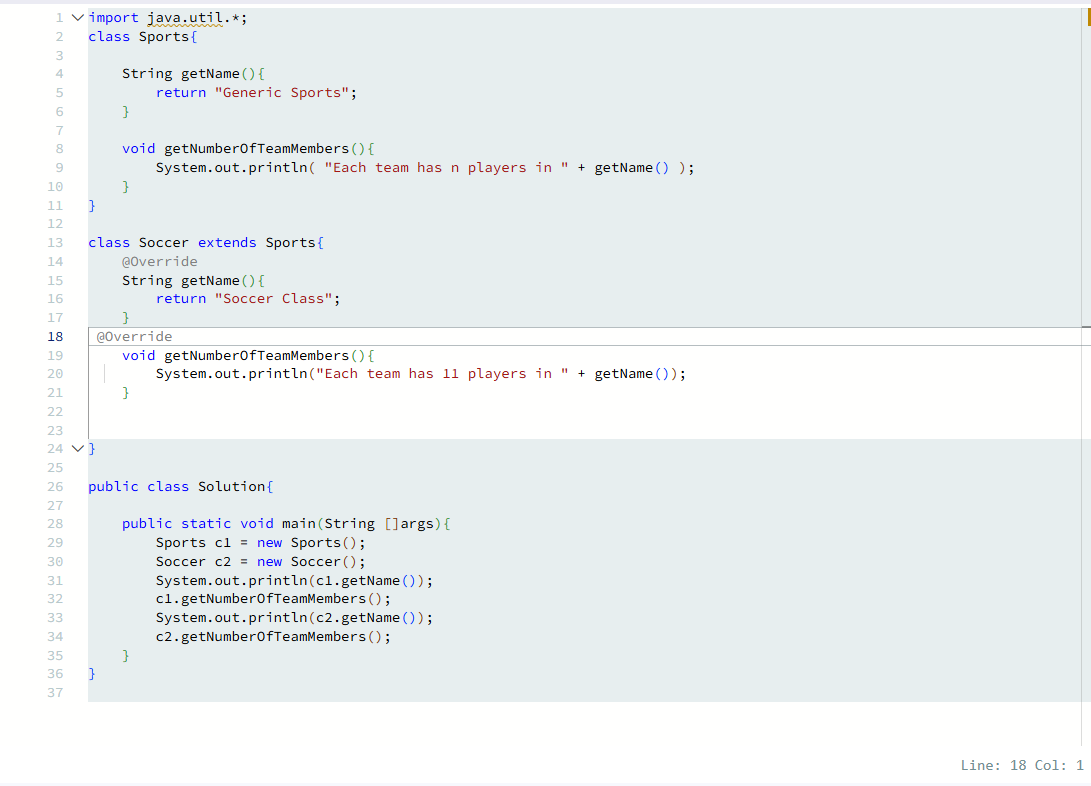 1 import java.util.*;
2 class Sports{
3
4     String getName(){
5         return "Generic Sports";
6     }
7
8     void getNumberOfTeamMembers(){
9         System.out.println( "Each team has n players in " + getName() );
10     }
11 }
12
13 class Soccer extends Sports{
14     @Override
15     String getName(){
16         return "Soccer Class";
17     }
18  @Override
19     void getNumberOfTeamMembers(){
20         System.out.println("Each team has 11 players in " + getName());
21     }
22
23
24 }
25
26 public class Solution{
27
28     public static void main(String []args){
29         Sports c1 = new Sports();
30         Soccer c2 = new Soccer();
31         System.out.println(c1.getName());
32         c1.getNumberOfTeamMembers();
33         System.out.println(c2.getName());
34         c2.getNumberOfTeamMembers();
35     }
36 }
37
Line: 18 Col: 1